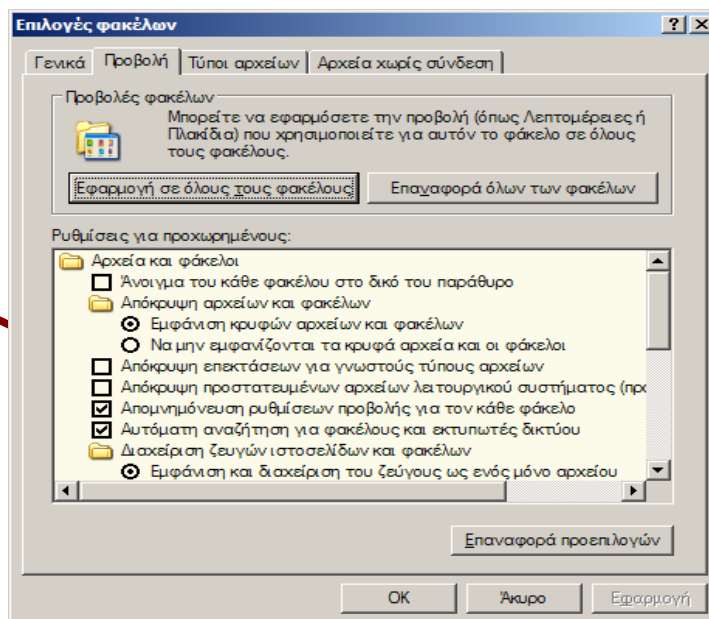 Επιλογές φακέλων
Γενικά Προβολή Τύποι αρχείων Αρχεία χωρίς σύνδεση
Προβολές φακέλων
Μπορείτε να εφαρμόσετε την προβολή (όπως Λεπτομέρειες ή
Πλακίδια) που χρησιμοποιείτε για αυτόν το φάκελο σε όλους
τους φακέλους.
Εφαρμογή σε όλους τους φακέλους Επαναφορά όλων των φακέλων
Ρυθμίσεις για προχωρημένους:
Αρχεία και φάκελοι
Άνοιγμα του κάθε φακέλου στο δικό του παράθυρο
Απόκρυψη αρχείων και φακέλων
Εμφάνιση κρυφών αρχείων και φακέλων
Να μην εμφανίζονται τα κρυφά αρχεία και οι φάκελοι
Απόκρυψη επεκτάσεων για γνωστούς τύπους αρχείων
Απόκρυψη προστατευμένων αρχείων λειτουργικού συστήματος (προ
Απομνημόνευση ρυθμίσεων προβολής για τον κάθε φάκελο
Αυτόματη αναζήτηση για φακέλους και εκτυπωτές δικτύου
Διαχείριση ζευγών ιστοσελίδων και φακέλων
Εμφάνιση και διαχείριση του ζεύγους ως ενός μόνο αρχείου
Επαναφορά προεπιλογών
OK Άκυρο Εφαρμογή